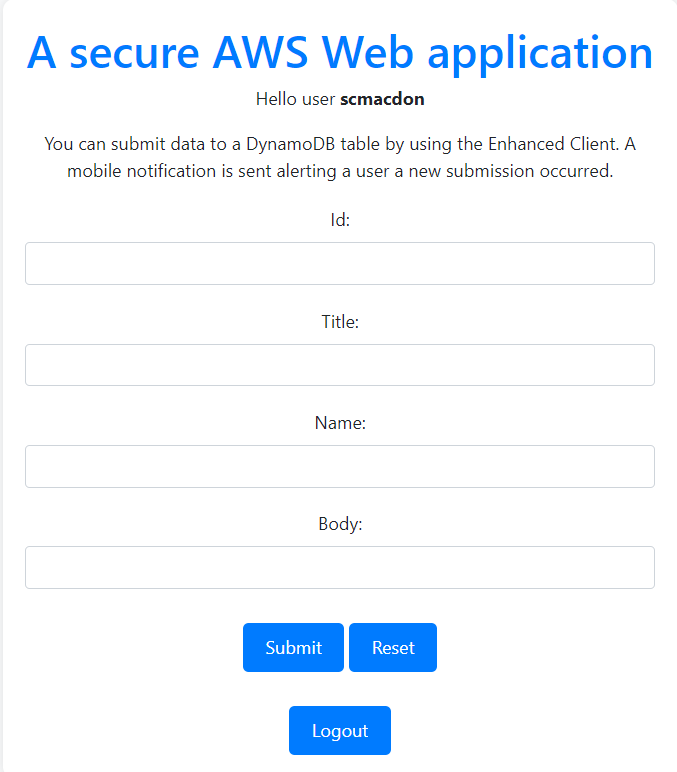 A secure AWS Web application
Hello user scmacdon
You can submit data to a DynamoDB table by using the Enhanced Client. A
mobile notification is sent alerting a user a new submission occurred.
Id:
Title:
Name:
Body:
Submit Reset
Logout